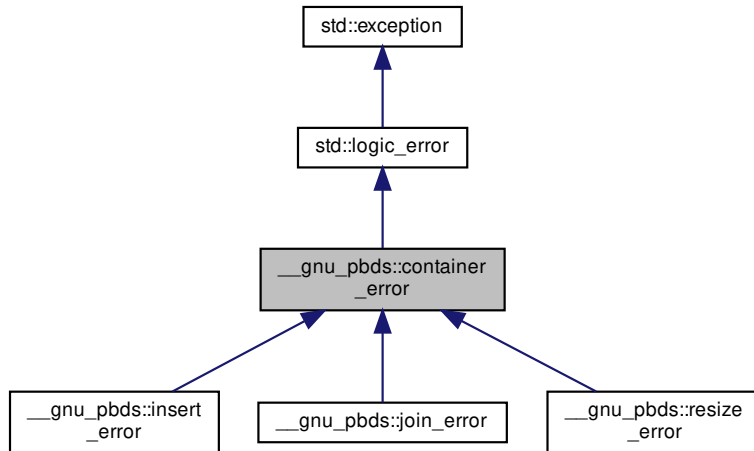 std::exception
std::logic_error
__gnu_pbds::container
_error
__gnu_pbds::insert
_error
__gnu_pbds::join_error
__gnu_pbds::resize
_error